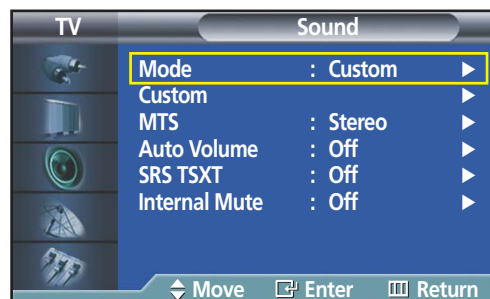 TV Sound
Mode : Custom
Custom
MTS : Stereo
Auto Volume : Off
SRS TSXT : Off
Internal Mute : Off
Move Enter Return